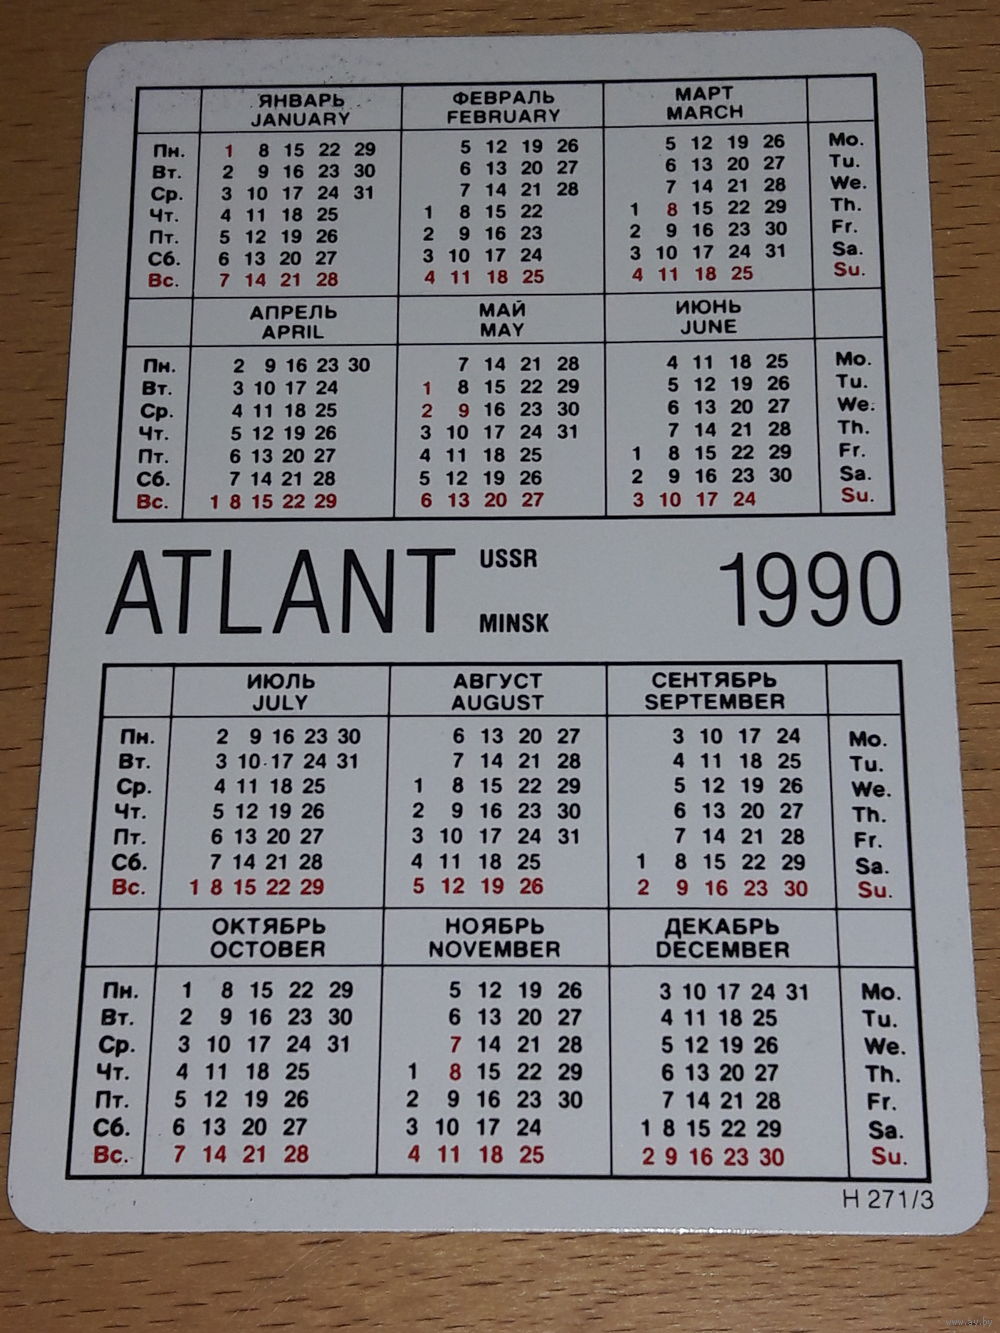 ЯНВАРЬ ФЕВРАЛЬ МАРТ
JANUARY FEBRUARY MARCH
Пн. 1 8 15 22 29 5 12 19 26 5 12 19 26 Mo.
Вт. 2 9 16 23 30 6 13 20 27 6 13 20 27 Tu.
Ср. 3 10 17 24 31 7 14 21 28 7 14 21 28 We.
Чт. 4 11 18 25 1 8 15 22 1 8 15 22 29 Th.
Пт. 5 12 19 26 2 9 16 23 2 9 16 23 30 Fr.
Сб. 6 13 20 27 3 10 17 24 3 10 17 24 31 Sa.
Вс. 7 14 21 28 4 11 18 25 4 11 18 25 Su.
АПРЕЛЬ МАЙ ИЮНЬ
APRIL MAY JUNE
Пн. 2 9 16 23 30 7 14 21 28 4 11 18 25 Mo.
Вт. 3 10 17 24 1 8 15 22 29 5 12 19 26 Tu.
Ср. 4 11 18 25 2 9 16 23 30 6 13 20 27 We.
Чт. 5 12 19 26 3 10 17 24 31 7 14 21 28 Th.
Пт. 6 13 20 27 4 11 18 25 1 8 15 22 29 Fr.
Сб. 7 14 21 28 5 12 19 26 2 9 16 23 30 Sa.
Вс. 1 8 15 22 29 6 13 20 27 3 10 17 24 Su.
ATLANT USSR MINSK 1990
ИЮЛЬ АВГУСТ СЕНТЯБРЬ
JULY AUGUST SEPTEMBER
Пн. 2 9 16 23 30 6 13 20 27 3 10 17 24 Mo.
Вт. 3 10 17 24 31 7 14 21 28 4 11 18 25 Tu.
Ср. 4 11 18 25 1 8 15 22 29 5 12 19 26 We.
Чт. 5 12 19 26 2 9 16 23 30 6 13 20 27 Th.
Пт. 6 13 20 27 3 10 17 24 31 7 14 21 28 Fr.
Сб. 7 14 21 28 4 11 18 25 1 8 15 22 29 Sa.
Вс. 1 8 15 22 29 5 12 19 26 2 9 16 23 30 Su.
ОКТЯБРЬ НОЯБРЬ ДЕКАБРЬ
OCTOBER NOVEMBER DECEMBER
Пн. 1 8 15 22 29 5 12 19 26 3 10 17 24 31 Mo.
Вт. 2 9 16 23 30 6 13 20 27 4 11 18 25 Tu.
Ср. 3 10 17 24 31 7 14 21 28 5 12 19 26 We.
Чт. 4 11 18 25 1 8 15 22 29 6 13 20 27 Th.
Пт. 5 12 19 26 2 9 16 23 30 7 14 21 28 Fr.
Сб. 6 13 20 27 3 10 17 24 1 8 15 22 29 Sa.
Вс. 7 14 21 28 4 11 18 25 2 9 16 23 30 Su.
Н 271/3
www.ay.by